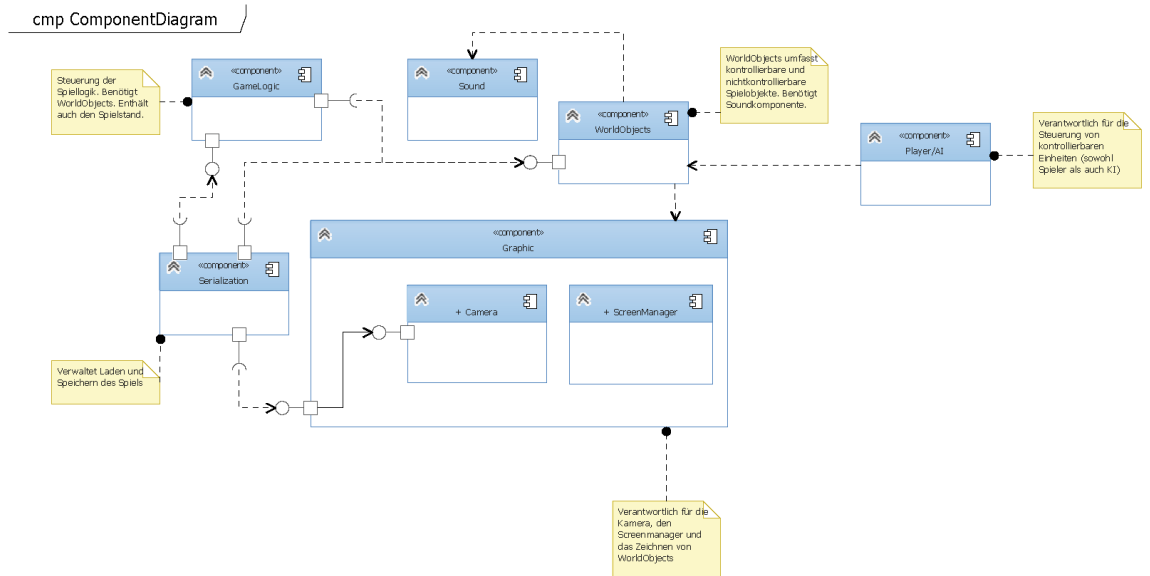 cmp ComponentDiagram
Steuerung der
Spiellogik. Benötigt
WorldObjects. Enthält
auch den Spielstand.
«component»
GameLogic
«component»
Sound
«component»
WorldObjects
WorldObjects umfasst
kontrollierbare und
nichtkontrollierbare
Spielobjekte. Benötigt
Soundkomponente.
«component»
Player/AI
Verantwortlich für die
Steuerung von
kontrollierbaren
Einheiten (sowohl
Spieler als auch KI)
«component»
Serialization
«component»
Graphic
+ Camera
+ ScreenManager
Verwaltet Laden und
Speichern des Spiels
Verantwortlich für die
Kamera, den
Screenmanager und
das Zeichnen von
WorldObjects